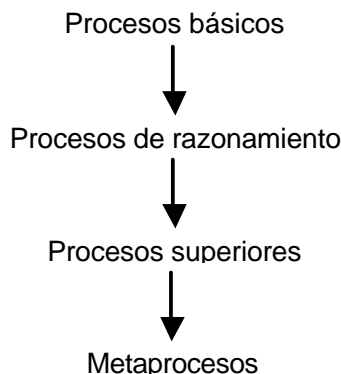 Procesos básicos
Procesos de razonamiento
Procesos superiores
Metaprocesos